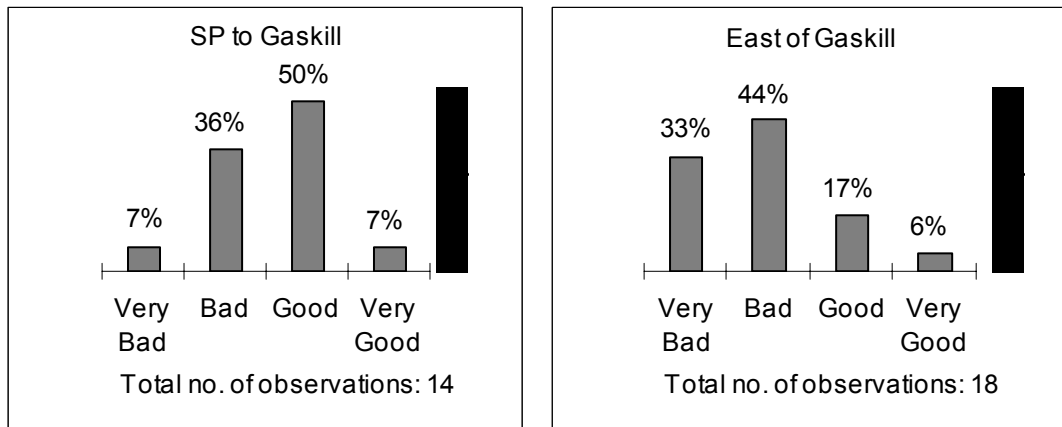 SP to Gaskill
50%
36%
7%
7%
Very Bad
Bad
Good
Very Good
Total no. of observations: 14
East of Gaskill
44%
33%
17%
6%
Very Bad
Bad
Good
Very Good
Total no. of observations: 18